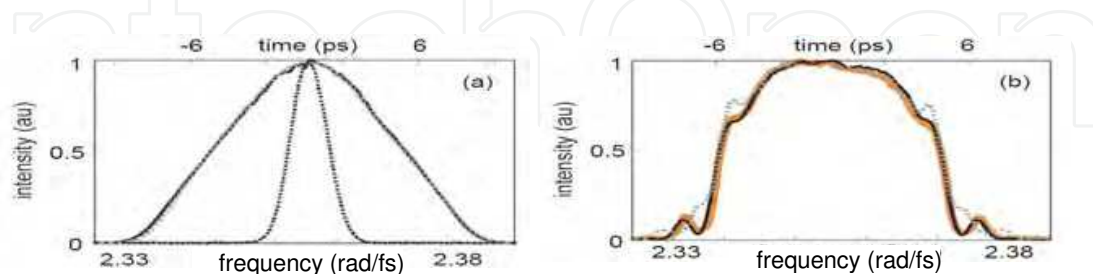 -6 time (ps) 6
1
(a)
intensity (au)
0.5
0
2.33 2.38
frequency (rad/fs)
-6 time (ps) 6
1
(b)
intensity (au)
0.5
0
2.33 2.38
frequency (rad/fs)